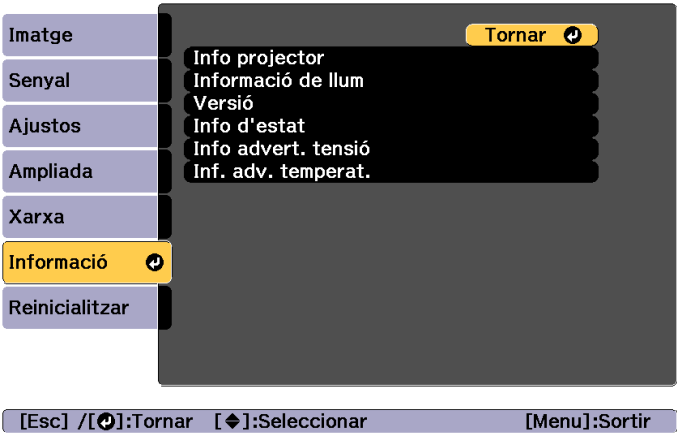 Imatge
Senyal
Ajustos
Ampliada
Xarxa
Informació
Reinicialitzar
Tornar
Info projector
Informació de llum
Versió
Info d'estat
Info advert. tensió
Inf. adv. temperat.
[Esc] /[ ]:Tornar [ ]:Seleccionar [Menu]:Sortir